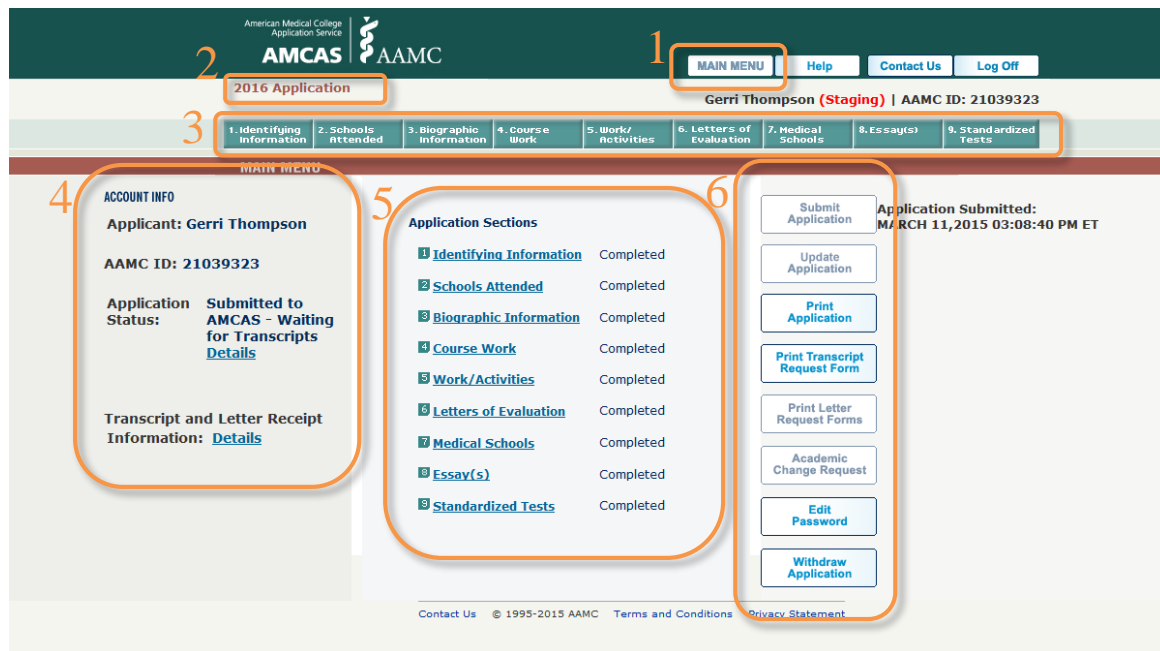 American Medical College
Application Service
AMCAS AAMC
1
MAIN MENU Help Contact Us Log Off
2
2016 Application
Gerri Thompson (Staging) | AAMC ID: 21039323
3
1. Identifying Information
2. Schools Attended
3. Biographic Information
4. Course Work
5. Work/ Activities
6. Letters of Evaluation
7. Medical Schools
8. Essay(s)
9. Standardized Tests
MAIN MENU
4
ACCOUNT INFO
Applicant: Gerri Thompson
AAMC ID: 21039323
Application Status: Submitted to
AMCAS - Waiting
for Transcripts
Details
Transcript and Letter Receipt
Information: Details
5
Application Sections
1 Identifying Information Completed
2 Schools Attended Completed
3 Biographic Information Completed
4 Course Work Completed
5 Work/Activities Completed
6 Letters of Evaluation Completed
7 Medical Schools Completed
8 Essay(s) Completed
9 Standardized Tests Completed
6
Submit
Application
Application Submitted:
MARCH 11,2015 03:08:40 PM ET
Update
Application
Print
Application
Print Transcript
Request Form
Print Letter
Request Forms
Academic
Change Request
Edit
Password
Withdraw
Application
Contact Us © 1995-2015 AAMC Terms and Conditions Privacy Statement